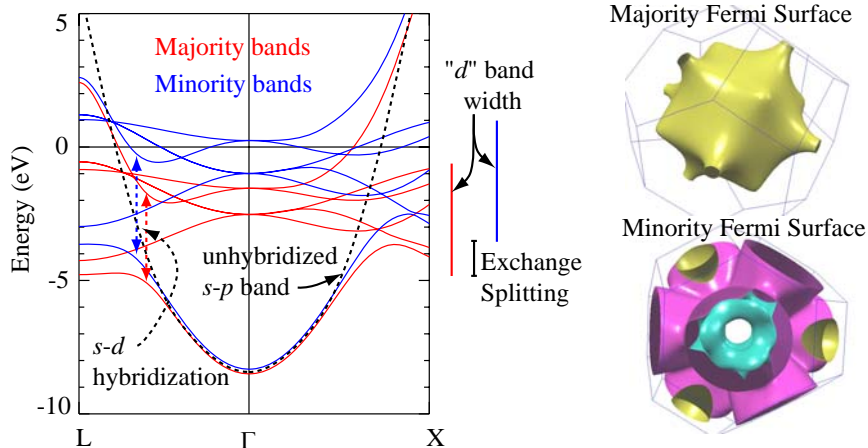 Majority bands
Minority bands
Energy (eV)
5
0
-5
-10
L
Γ
X
unhybridized
s-p band
s-d
hybridization
"d" band
width
Exchange
Splitting
Majority Fermi Surface
Minority Fermi Surface